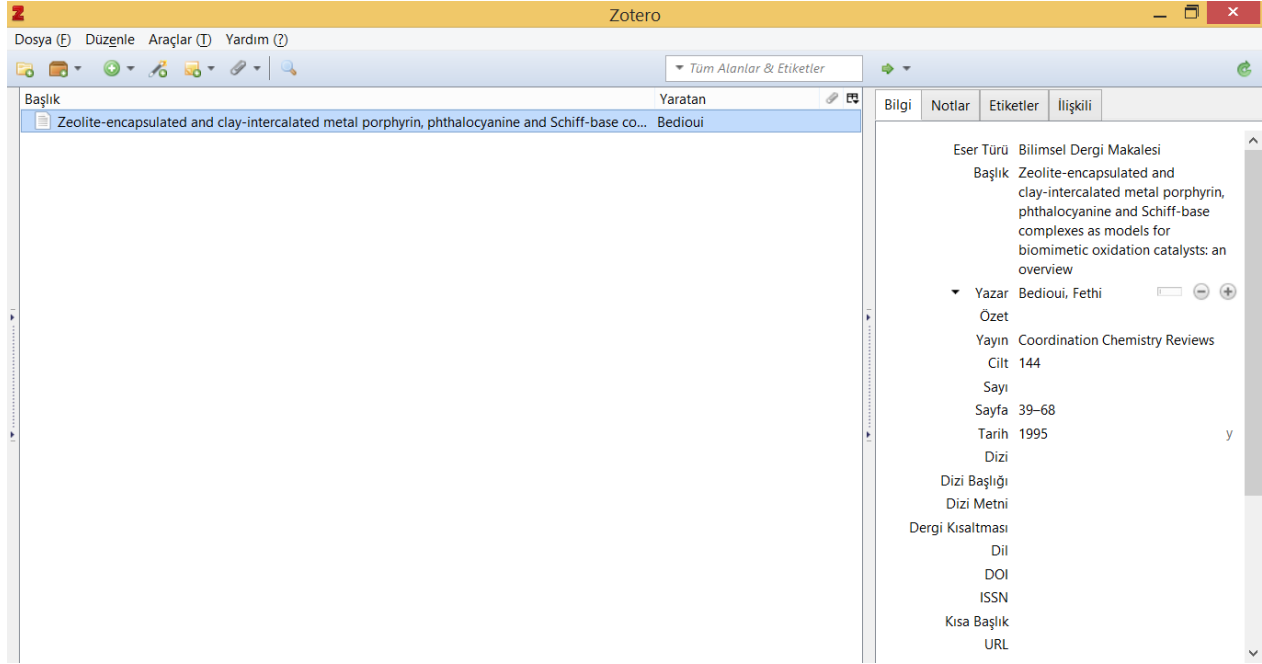 Z Zotero
Dosya (F) Düzenle Araçlar (T) Yardım (?)
Tüm Alanlar & Etiketler
Başlık Yaratan
Zeolite-encapsulated and clay-intercalated metal porphyrin, phthalocyanine and Schiff-base co... Bedioui
Bilgi Notlar Etiketler İlişkili
Eser Türü Bilimsel Dergi Makalesi
Başlık Zeolite-encapsulated and
clay-intercalated metal porphyrin,
phthalocyanine and Schiff-base
complexes as models for
biomimetic oxidation catalysts: an
overview
Yazar Bedioui, Fethi
Özet
Yayın Coordination Chemistry Reviews
Cilt 144
Sayı
Sayfa 39–68
Tarih 1995 y
Dizi
Dizi Başlığı
Dizi Metni
Dergi Kısaltması
Dil
DOI
ISSN
Kısa Başlık
URL